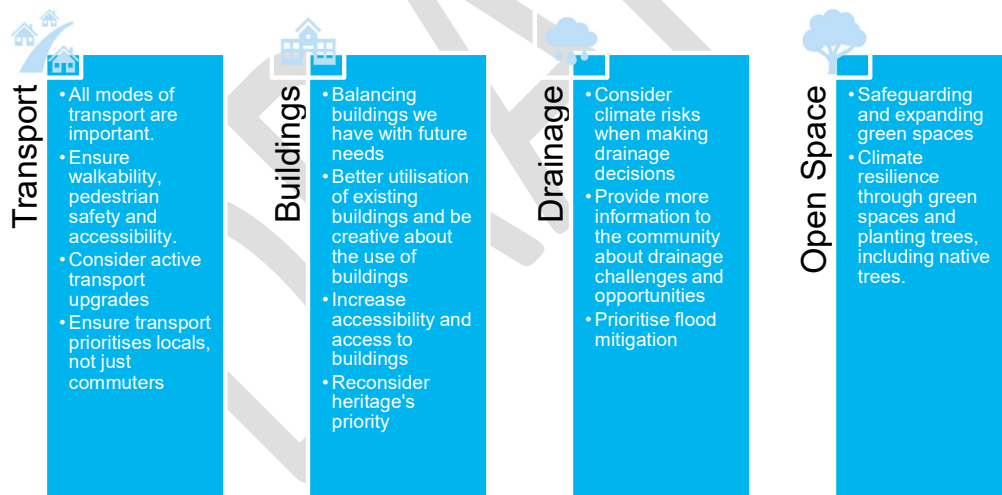 Transport
•All modes of
transport are
important.
•Ensure
walkability,
pedestrian
safety and
accessibility.
•Consider active
transport
upgrades
•Ensure transport
prioritises locals,
not just
commuters
Buildings
•Balancing
buildings we
have with future
needs
•Better utilisation
of existing
buildings and be
creative about
the use of
buildings
•Increase
accessibility and
access to
buildings
•Reconsider
heritage's
priority
Drainage
•Consider
climate risks
when making
drainage
decisions
•Provide more
information to
the community
about drainage
challenges and
opportunities
•Prioritise flood
mitigation
Open Space
•Safeguarding
and expanding
green spaces
•Climate
resilience
through green
spaces and
planting trees,
including native
trees.